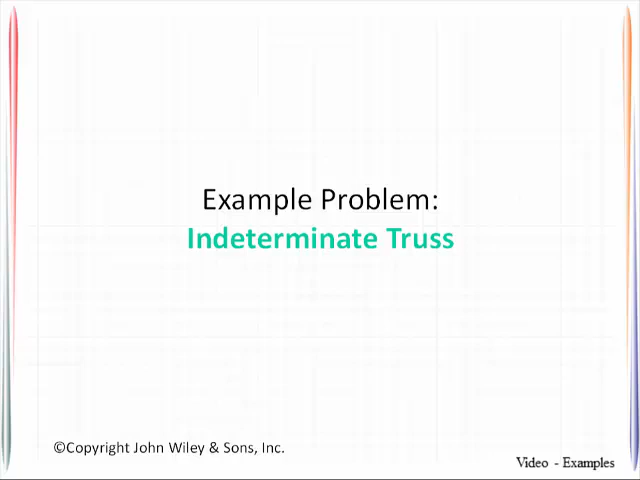 Example Problem:
Indeterminate Truss
©Copyright John Wiley & Sons, Inc.
Video - Examples